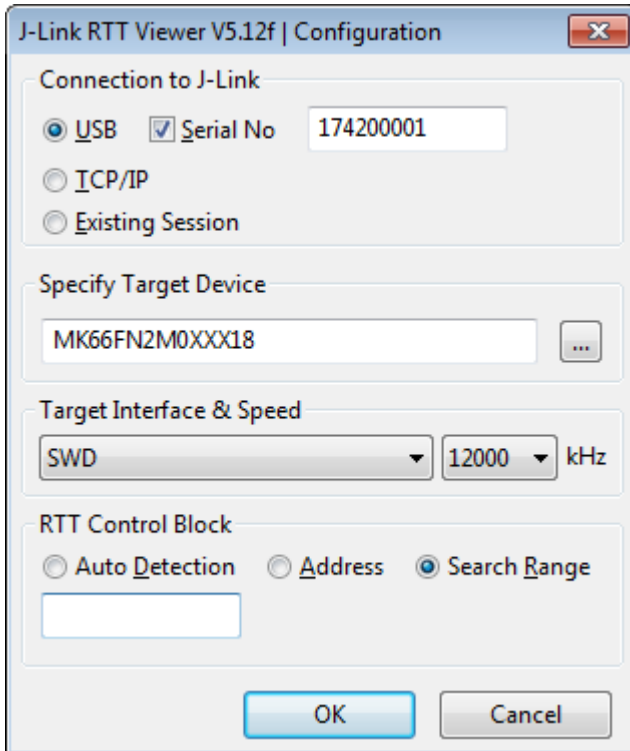 J-Link RTT Viewer V5.12f | Configuration
Connection to J-Link
USB Serial No 174200001
TCP/IP
Existing Session
Specify Target Device
MK66FN2M0XXX18 ...
Target Interface & Speed
SWD 12000 kHz
RTT Control Block
Auto Detection Address Search Range
OK Cancel